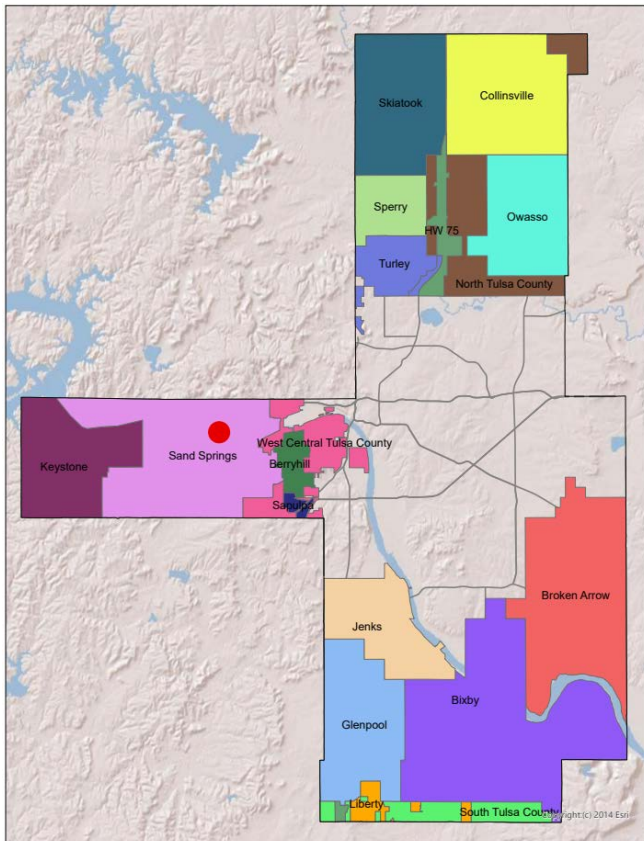 Skiatook
Collinsville
Sperry
Owasso
HW 75
Turley
North Tulsa County
West Central Tulsa County
Keystone
Sand Springs
Berryhill
Sapulpa
Broken Arrow
Jenks
Bixby
Glenpool
Liberty
South Tulsa County
Copyright:(c) 2014 Esri